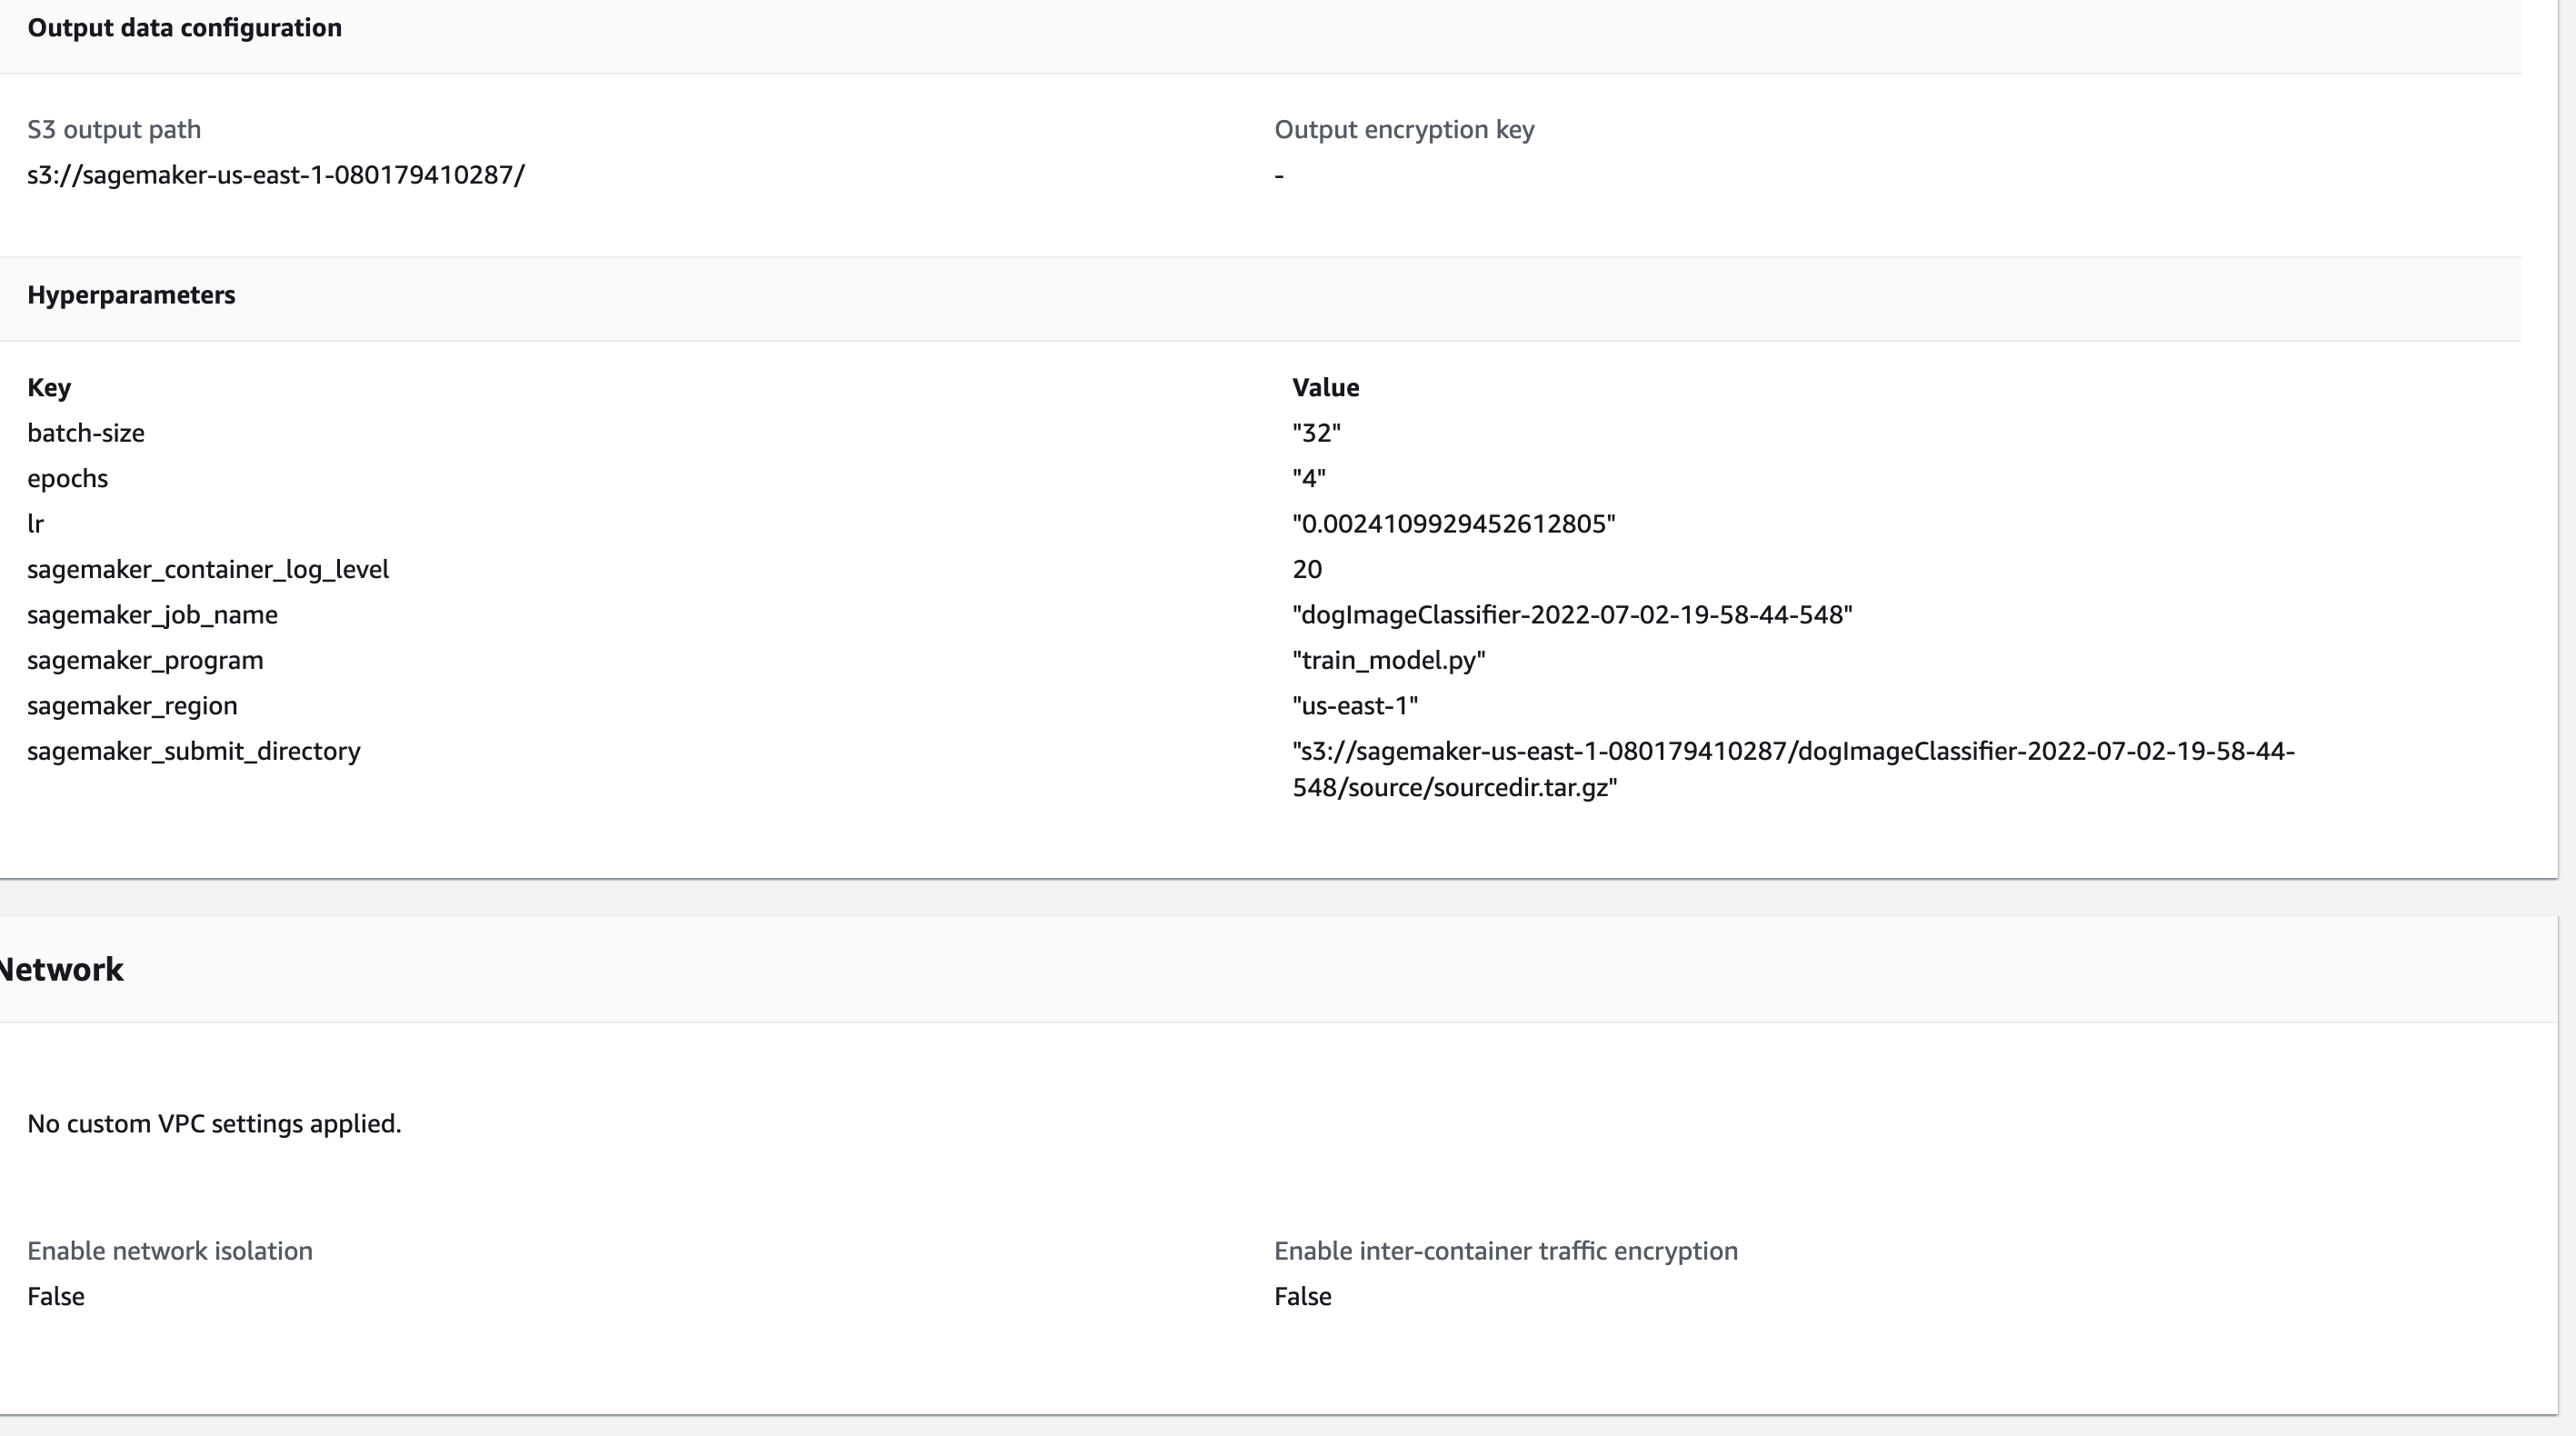 Output data configuration
S3 output path
Output encryption key
s3://sagemaker-us-east-1-080179410287/
-
Hyperparameters
Key
Value
batch-size
"32"
epochs
"4"
lr
"0.0024109929452612805"
sagemaker_container_log_level
20
sagemaker_job_name
"dogImageClassifier-2022-07-02-19-58-44-548"
sagemaker_program
"train_model.py"
sagemaker_region
"us-east-1"
sagemaker_submit_directory
"s3://sagemaker-us-east-1-080179410287/dogImageClassifier-2022-07-02-19-58-44-
548/source/sourcedir.tar.gz"
Network
No custom VPC settings applied.
Enable network isolation
Enable inter-container traffic encryption
False
False